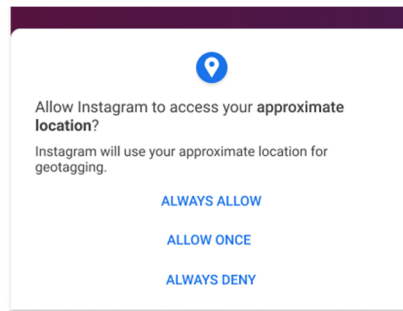 Allow Instagram to access your approximate
location?
Instagram will use your approximate location for
geotagging.
ALWAYS ALLOW
ALLOW ONCE
ALWAYS DENY